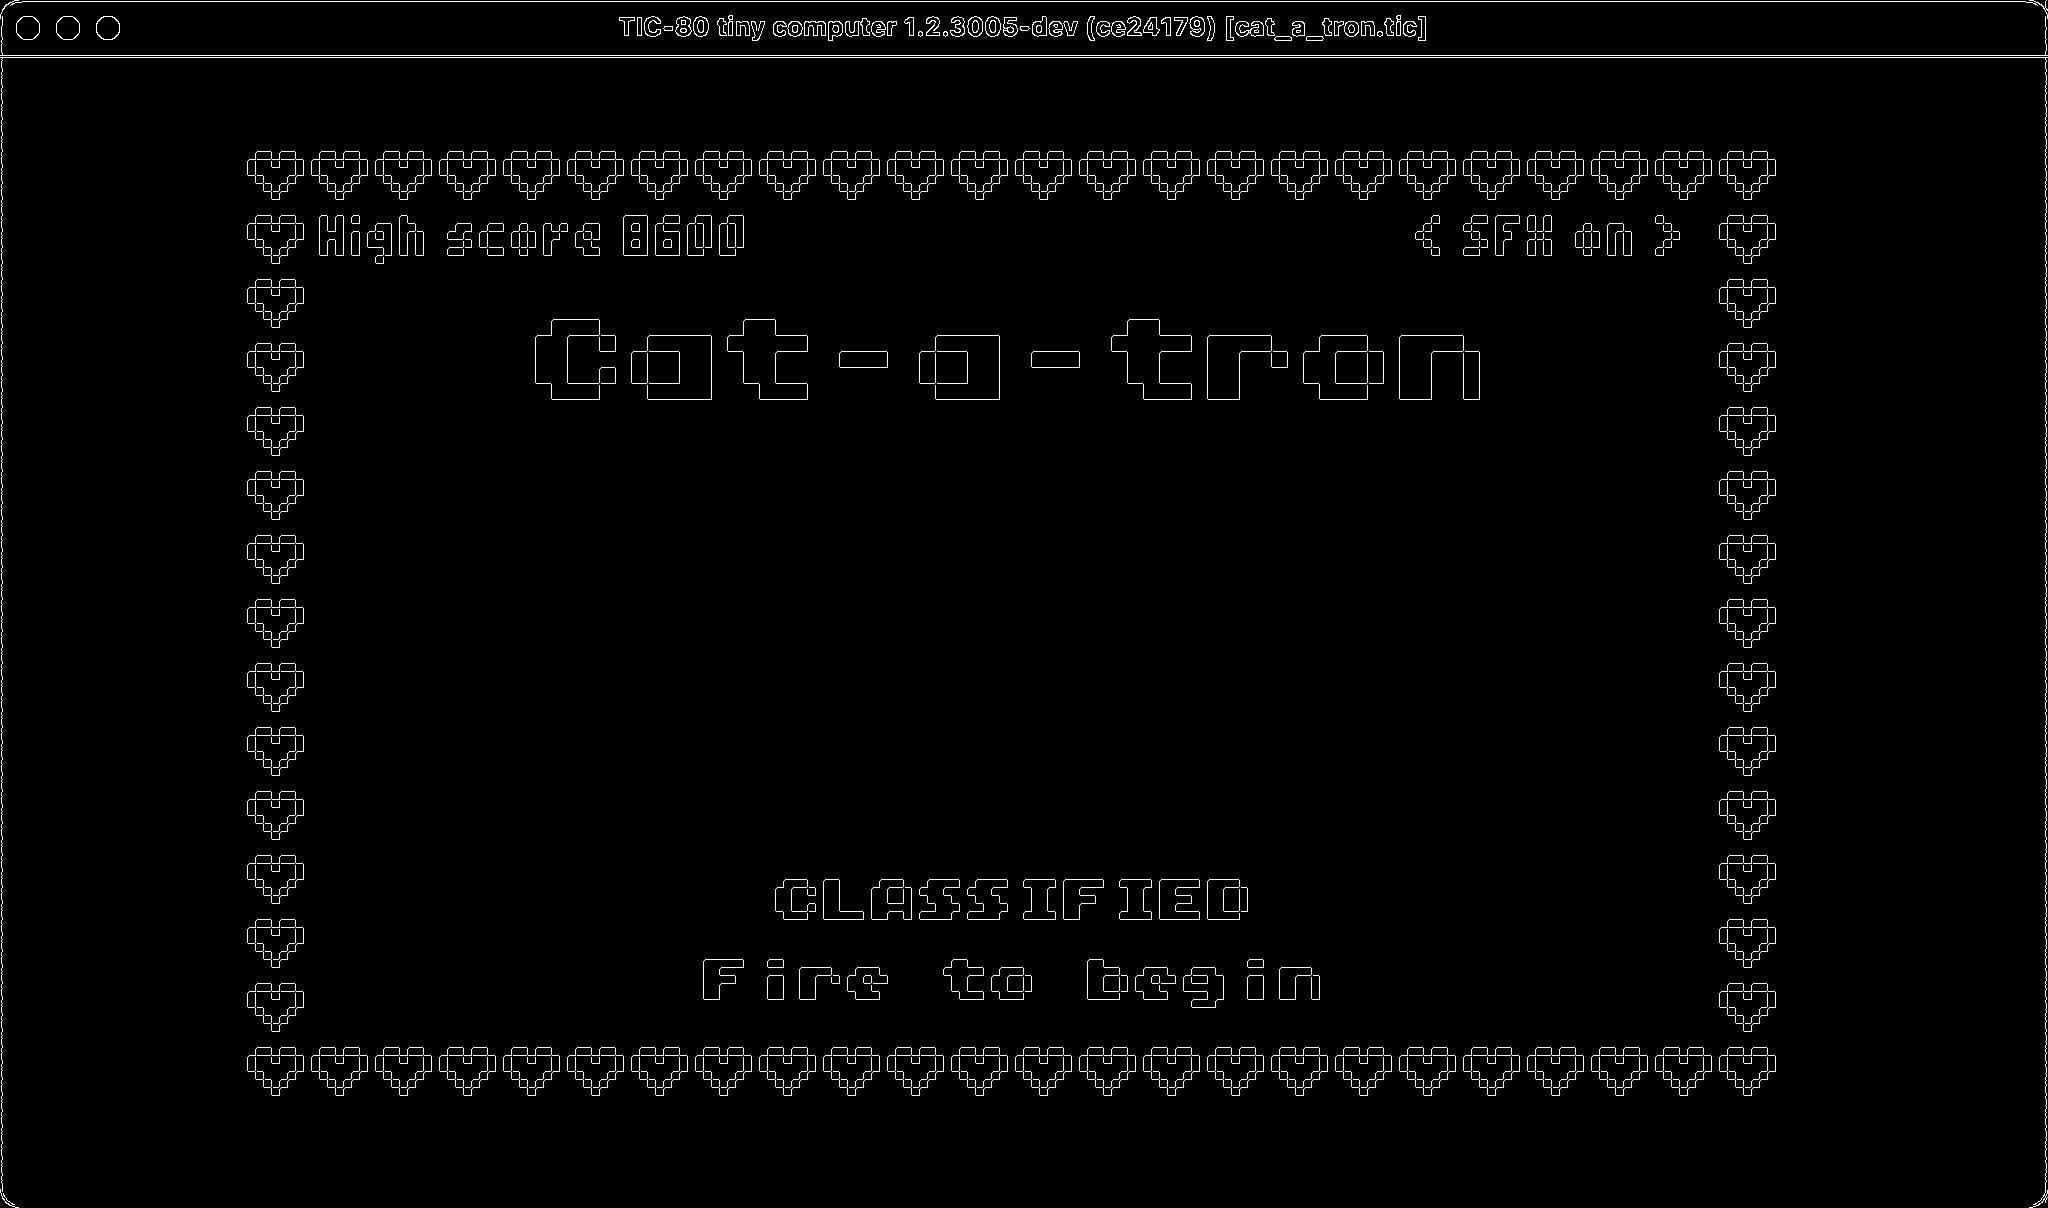 TIC-80 tiny computer 1.2.3005-dev (ce24179) [cat_a_tron.tic]
High score 8600 < SFX on >
Cat-a-tron
CLASSIFIED
Fire to begin